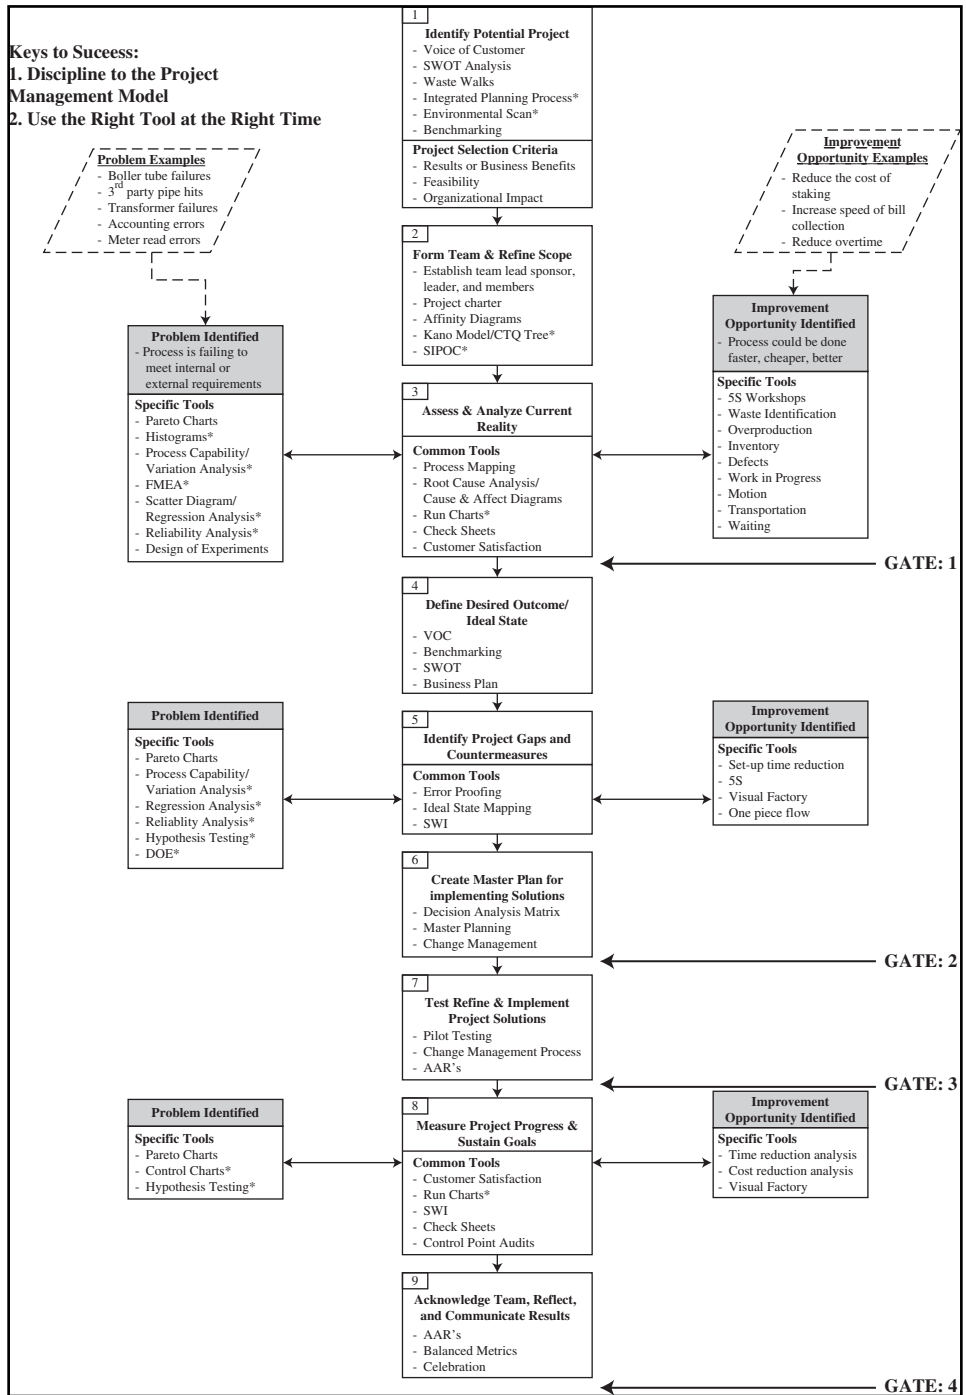 Keys to Suceess:
1. Discipline to the Project
Management Model
2. Use the Right Tool at the Right Time
1
Identify Potential Project
- Voice of Customer
- SWOT Analysis
- Waste Walks
- Integrated Planning Process*
- Environmental Scan*
- Benchmarking
Project Selection Criteria
- Results or Business Benefits
- Feasibility
- Organizational Impact
Problem Examples
- Boller tube failures
- 3rd party pipe hits
- Transformer failures
- Accounting errors
- Meter read errors
Improvement
Opportunity Examples
- Reduce the cost of
staking
- Increase speed of bill
collection
- Reduce overtime
2
Form Team & Refine Scope
- Establish team lead sponsor,
leader, and members
- Project charter
- Affinity Diagrams
- Kano Model/CTQ Tree*
- SIPOC*
Problem Identified
- Process is failing to
meet internal or
external requirements
Specific Tools
- Pareto Charts
- Histograms*
- Process Capability/
Variation Analysis*
- FMEA*
- Scatter Diagram/
Regression Analysis*
- Reliability Analysis*
- Design of Experiments
3
Assess & Analyze Current
Reality
Common Tools
- Process Mapping
- Root Cause Analysis/
Cause & Affect Diagrams
- Run Charts*
- Check Sheets
- Customer Satisfaction
Improvement
Opportunity Identified
- Process could be done
faster, cheaper, better
Specific Tools
- 5S Workshops
- Waste Identification
- Overproduction
- Inventory
- Defects
- Work in Progress
- Motion
- Transportation
- Waiting
GATE: 1
4
Define Desired Outcome/
Ideal State
- VOC
- Benchmarking
- SWOT
- Business Plan
Problem Identified
Specific Tools
- Pareto Charts
- Process Capability/
Variation Analysis*
- Regression Analysis*
- Reliablity Analysis*
- Hypothesis Testing*
- DOE*
5
Identify Project Gaps and
Countermeasures
Common Tools
- Error Proofing
- Ideal State Mapping
- SWI
Improvement
Opportunity Identified
Specific Tools
- Set-up time reduction
- 5S
- Visual Factory
- One piece flow
6
Create Master Plan for
implementing Solutions
- Decision Analysis Matrix
- Master Planning
- Change Management
GATE: 2
7
Test Refine & Implement
Project Solutions
- Pilot Testing
- Change Management Process
- AAR's
GATE: 3
Problem Identified
Specific Tools
- Pareto Charts
- Control Charts*
- Hypothesis Testing*
8
Measure Project Progress &
Sustain Goals
Common Tools
- Customer Satisfaction
- Run Charts*
- SWI
- Check Sheets
- Control Point Audits
Improvement
Opportunity Identified
Specific Tools
- Time reduction analysis
- Cost reduction analysis
- Visual Factory
9
Acknowledge Team, Reflect,
and Communicate Results
- AAR's
- Balanced Metrics
- Celebration
GATE: 4